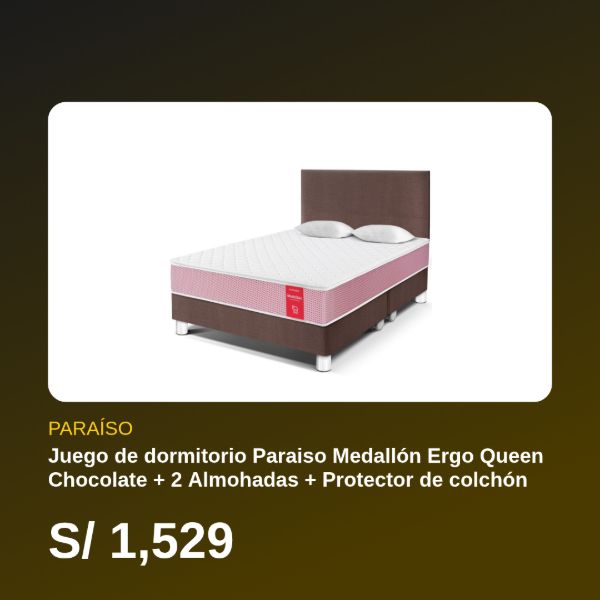 PARAÍSO
Juego de dormitorio Paraiso Medallón Ergo Queen
Chocolate + 2 Almohadas + Protector de colchón
S/ 1,529